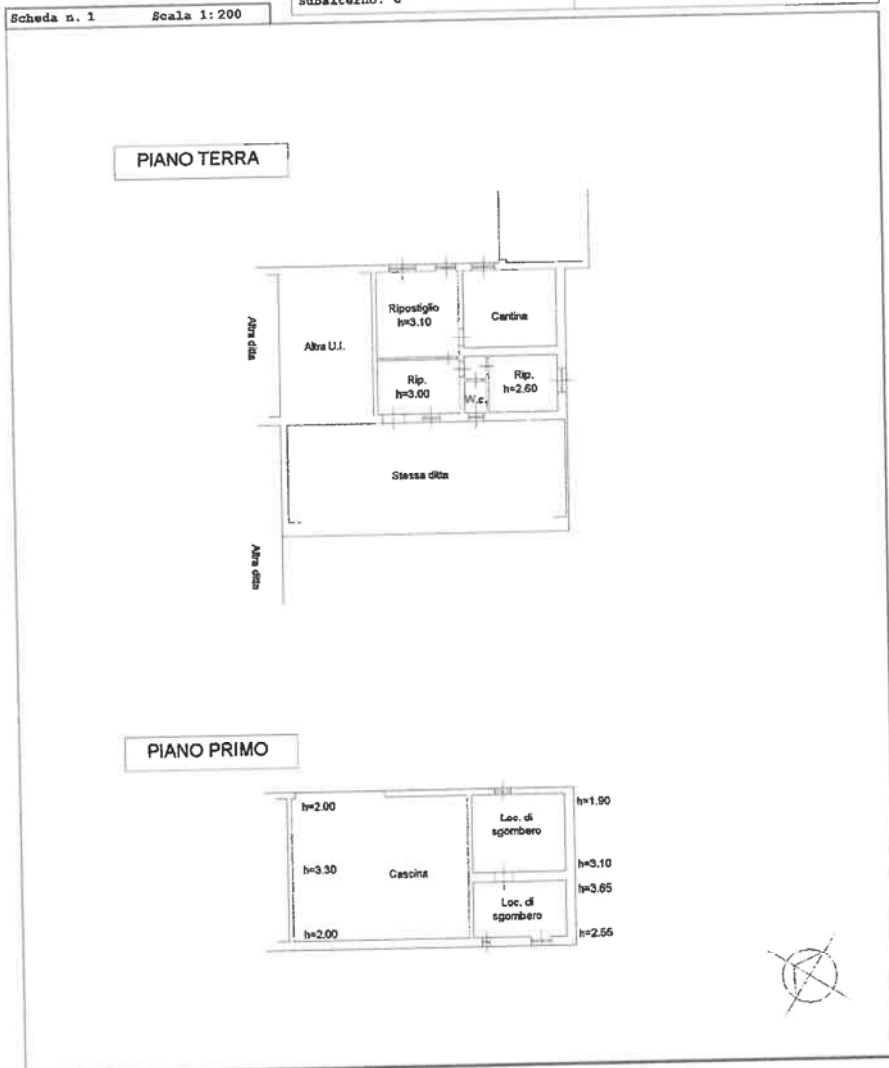 Scheda n. 1 Scala 1:200
PIANO TERRA
Altra ditta
Altra U.I.
Ripostiglio
h=3.10
Cantina
Rip.
h=3.00
W.c.
Rip.
h=2.60
Stessa ditta
Altra ditta
PIANO PRIMO
h=2.00
h=3.30
h=2.00
Cascina
Loc. di
sgombero
Loc. di
sgombero
h=1.90
h=3.10
h=3.65
h=2.55